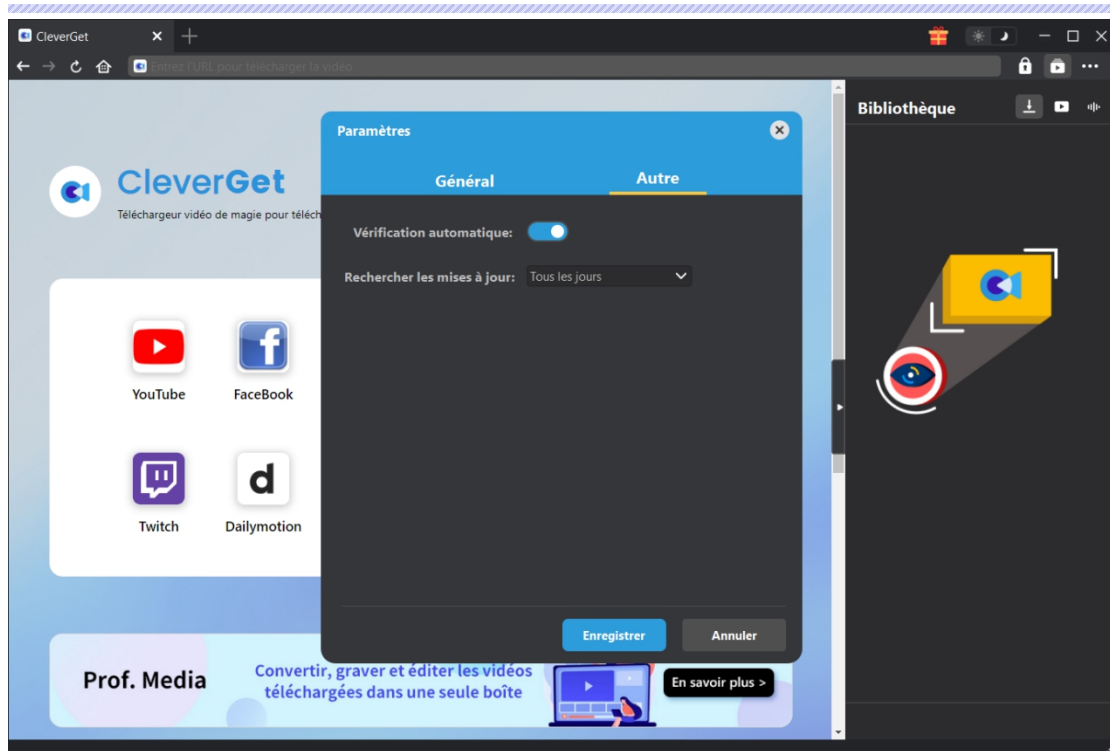 CleverGet
Entrez l'URL pour télécharger la vidéo
Bibliothèque
Paramètres
Général
Autre
CleverGet
Téléchargeur vidéo de magie pour téléch
Vérification automatique:
Rechercher les mises à jour: Tous les jours
YouTube
FaceBook
Twitch
Dailymotion
Enregistrer
Annuler
Prof. Media
Convertir, graver et éditer les vidéos
téléchargées dans une seule boîte
En savoir plus >